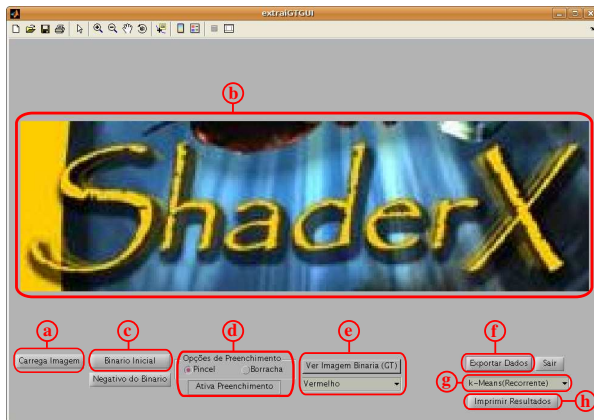 extraiGTGUI
b
ShaderX
a
c
d
e
f
Carrega Imagem
Binario Inicial
Negativo do Binario
Opções de Preenchimento
Pincel
Borracha
Ativa Preenchimento
Ver Imagem Binaria (GT)
Vermelho
Exportar Dados
Sair
g
k-Means(Recorrente)
Imprimir Resultados
h